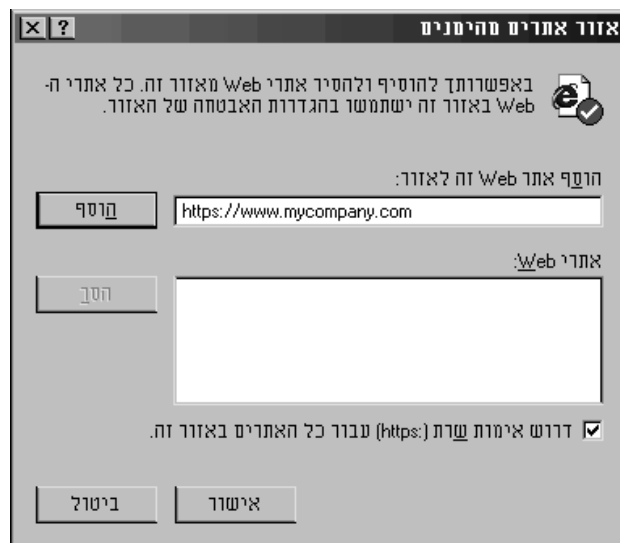 אזור אתרים מהימנים
באפשרותך להוסיף ולהסיר אתרי Web מאזור זה. כל אתרי ה-
Web באזור זה ישתמשו בהגדרות האבטחה של האזור.
הוסף אתר Web זה לאזור:
https://www.mycompany.com
הוסף
אתרי Web:
הסר
דרוש אימות שרת (https:) עבור כל האתרים באזור זה.
אישור
ביטול